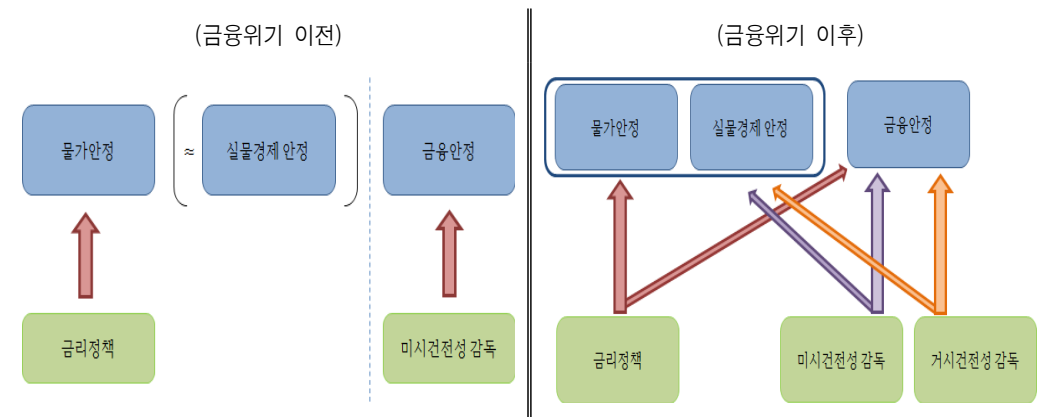 (금융위기 이전)
물가안정
≈
실물경제 안정
금융안정
금리정책
미시건전성 감독
(금융위기 이후)
물가안정
실물경제 안정
금융안정
금리정책
미시건전성 감독
거시건전성 감독